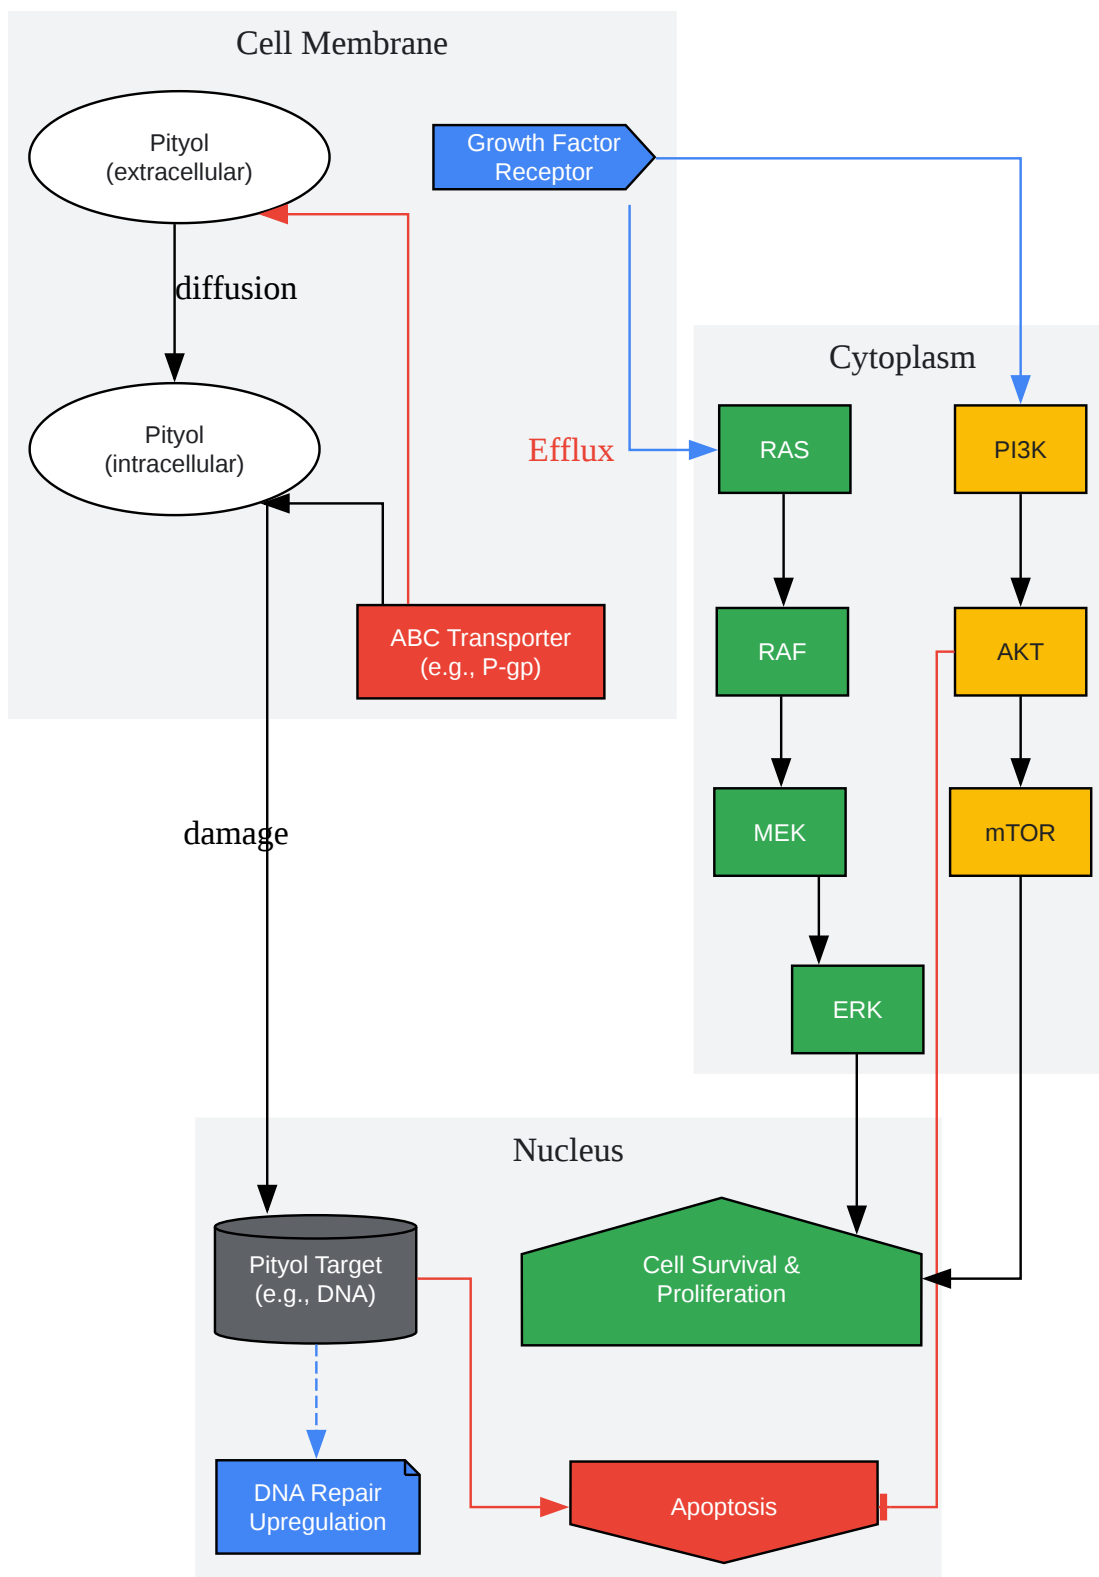 Cell Membrane
Pityol
(extracellular)
Growth Factor
Receptor
diffusion
Cytoplasm
Pityol
(intracellular)
Efflux
RAS
PI3K
ABC Transporter
(e.g., P-gp)
RAF
AKT
damage
MEK
mTOR
ERK
Nucleus
Pityol Target
(e.g., DNA)
Cell Survival &
Proliferation
DNA Repair
Upregulation
Apoptosis